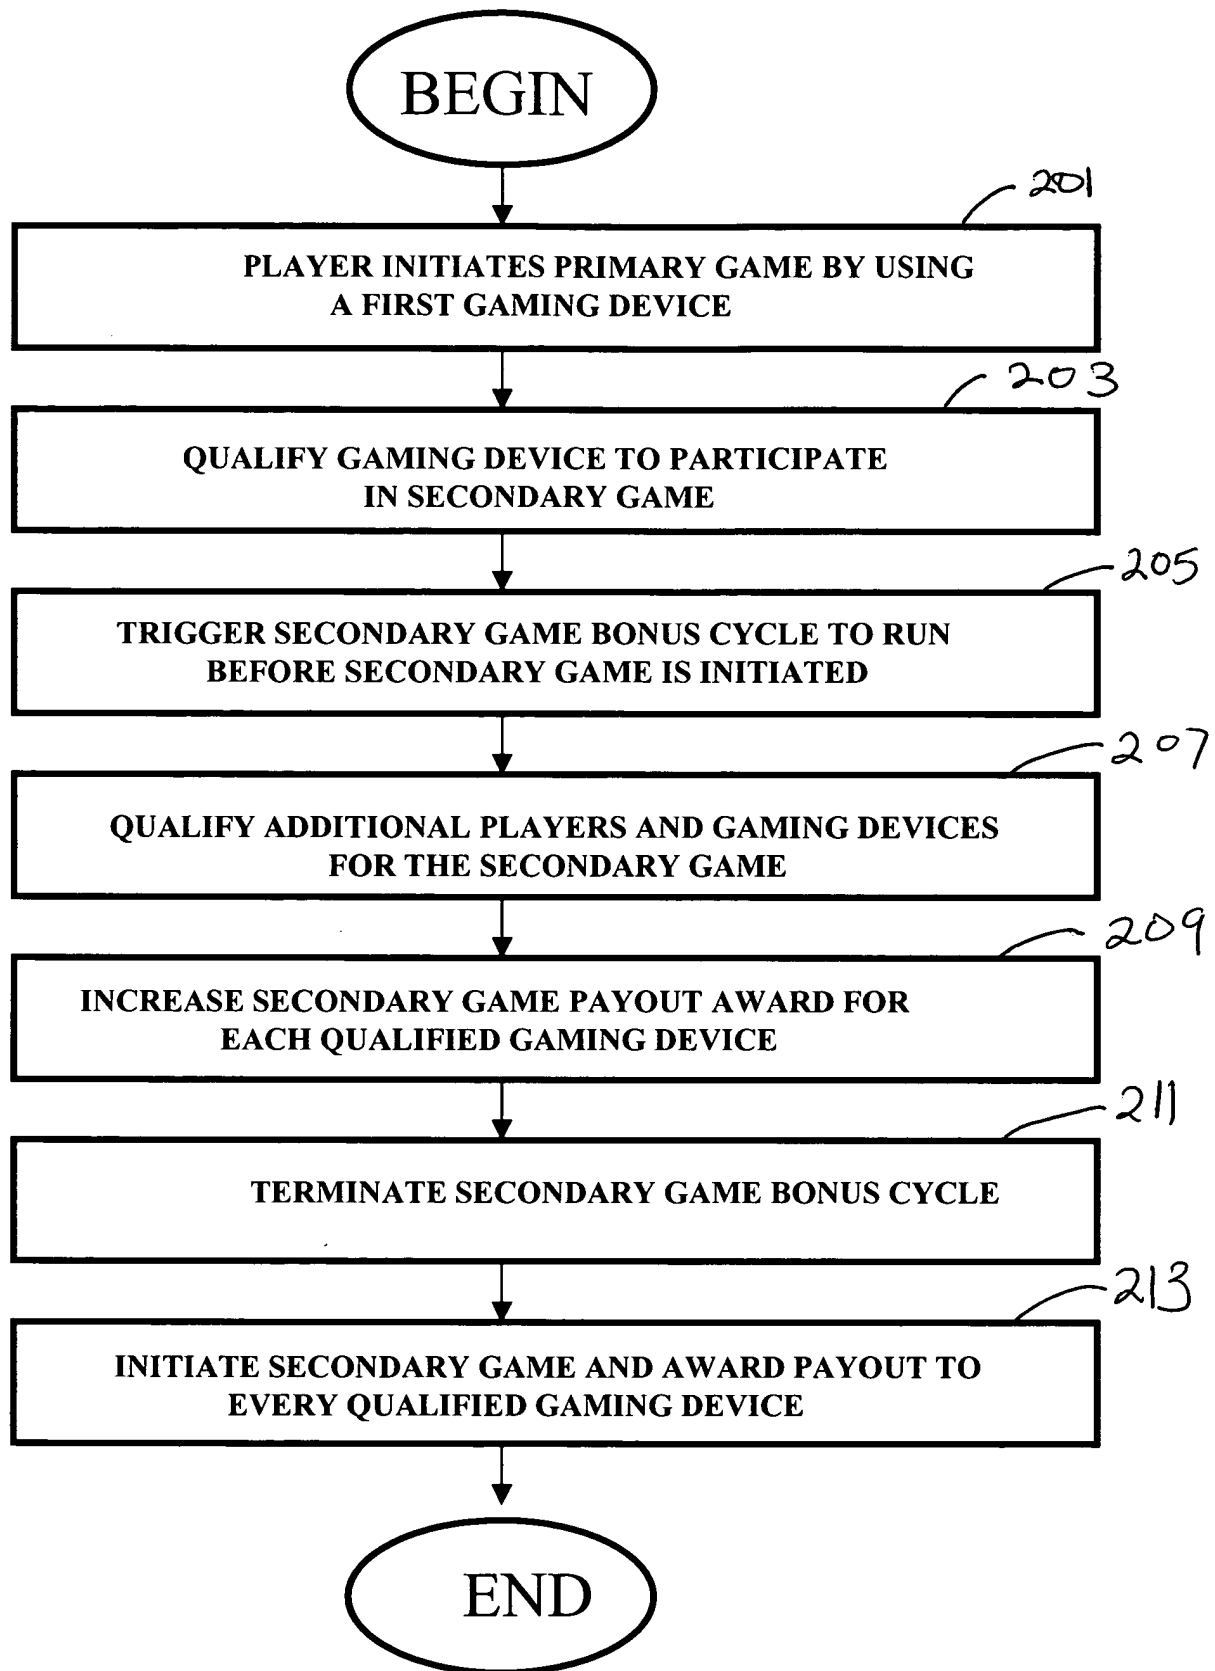 BEGIN
201
PLAYER INITIATES PRIMARY GAME BY USING
A FIRST GAMING DEVICE
203
QUALIFY GAMING DEVICE TO PARTICIPATE
IN SECONDARY GAME
205
TRIGGER SECONDARY GAME BONUS CYCLE TO RUN
BEFORE SECONDARY GAME IS INITIATED
207
QUALIFY ADDITIONAL PLAYERS AND GAMING DEVICES
FOR THE SECONDARY GAME
209
INCREASE SECONDARY GAME PAYOUT AWARD FOR
EACH QUALIFIED GAMING DEVICE
211
TERMINATE SECONDARY GAME BONUS CYCLE
213
INITIATE SECONDARY GAME AND AWARD PAYOUT TO
EVERY QUALIFIED GAMING DEVICE
END